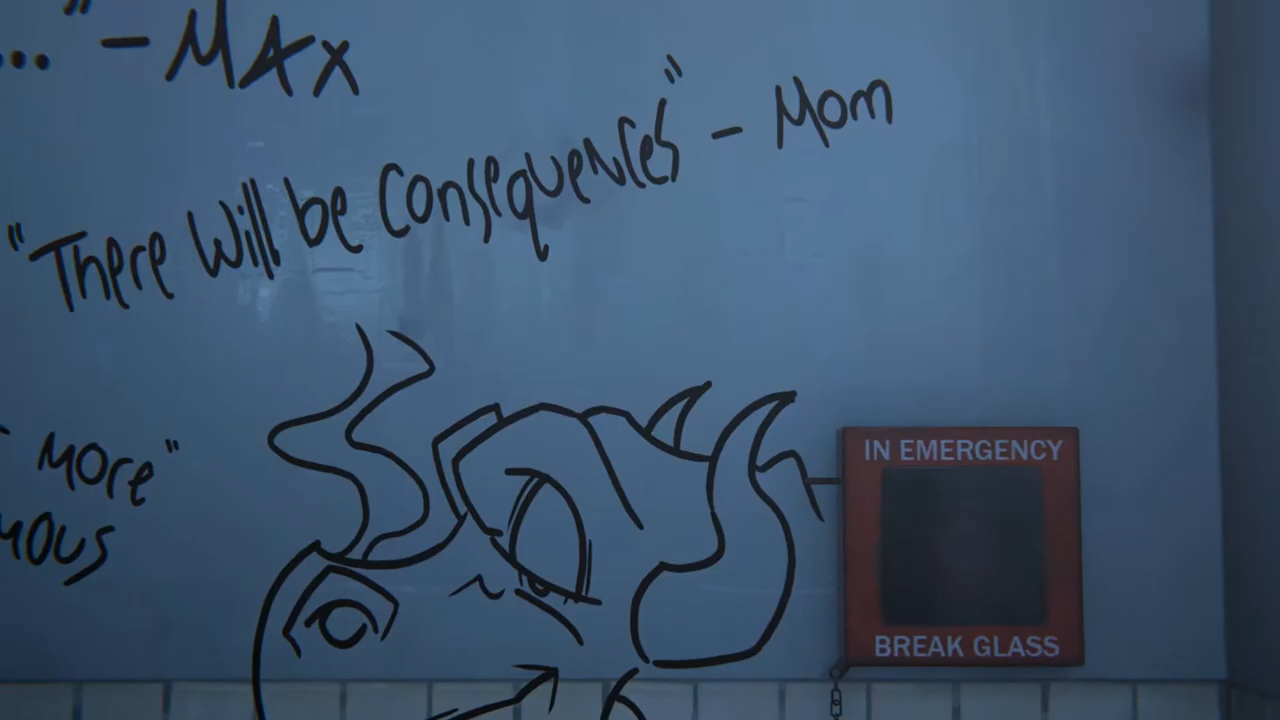 ..." - MAx
"There Will be Consequences" - Mom
More"
IN EMERGENCY
BREAK GLASS